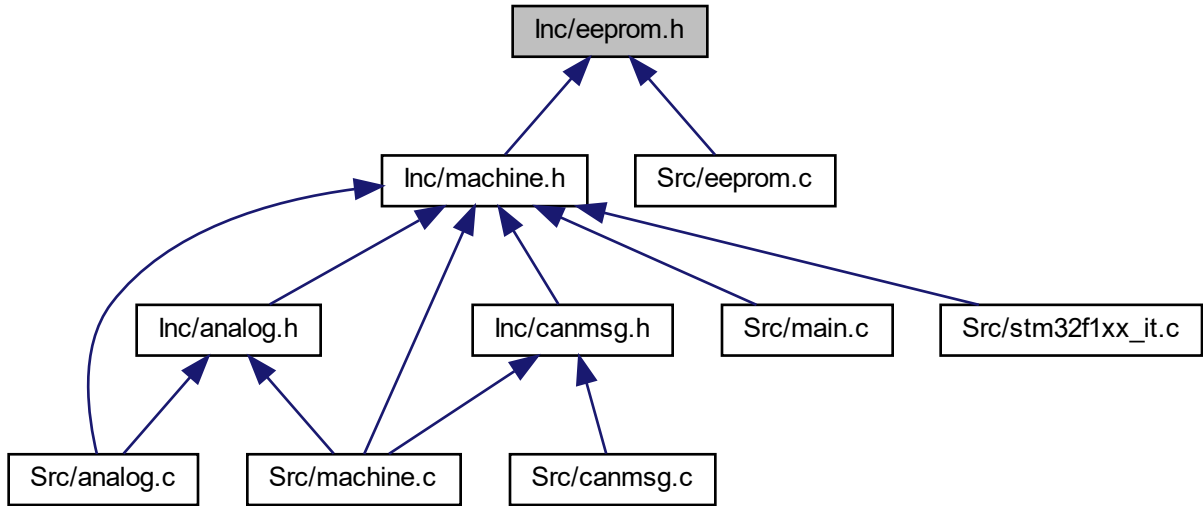 Inc/eeprom.h
Inc/machine.h
Src/eeprom.c
Inc/analog.h
Inc/canmsg.h
Src/main.c
Src/stm32f1xx_it.c
Src/analog.c
Src/machine.c
Src/canmsg.c